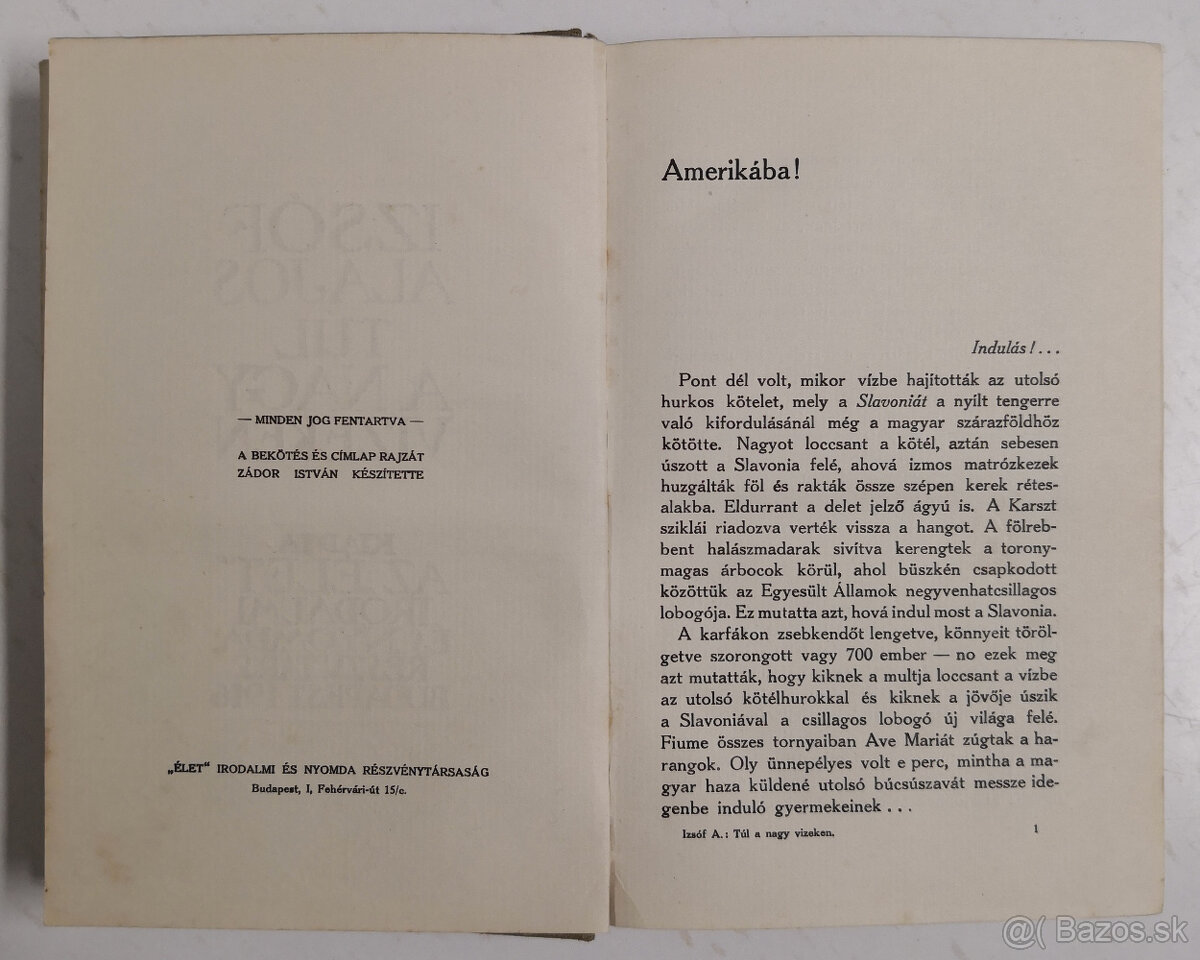 — MINDEN JOG FENTARTVA —
A BEKÖTÉS ÉS CÍMLAP RAJZÁT
ZÁDOR ISTVÁN KÉSZÍTETTE
„ÉLET" IRODALMI ÉS NYOMDA RÉSZVÉNYTÁRSASÁG
Budapest, I, Fehérvári-út 15/c.
Amerikába!
Indulás!...
Pont dél volt, mikor vízbe hajították az utolsó
hurkos kötelet, mely a Slavoniát a nyílt tengerre
való kifordulásánál még a magyar szárazföldhöz
kötötte. Nagyot loccsant a kötél, aztán sebesen
úszott a Slavonia felé, ahová izmos matrózkezek
huzgálták föl és rakták össze szépen kerek rétes-
alakba. Eldurrant a delet jelző ágyú is. A Karszt
sziklái riadozva verték vissza a hangot. A fölreb-
bent halászmadarak sivítva kerengtek a torony-
magas árbocok körül, ahol büszkén csapkodott
közöttük az Egyesült Államok negyvenhatcsillagos
lobogója. Ez mutatta azt, hová indul most a Slavonia.
A karfákon zsebkendőt lengetve, könnyeit töröl-
getve szorongott vagy 700 ember — no ezek meg
azt mutatták, hogy kiknek a multja loccsant a vízbe
az utolsó kötélhurokkal és kiknek a jövője úszik
a Slavoniával a csillagos lobogó új világa felé.
Fiume összes tornyaiban Ave Mariát zúgtak a ha-
rangok. Oly ünnepélyes volt e perc, mintha a ma-
gyar haza küldené utolsó búcsúszavát messze ide-
genbe induló gyermekeinek...
Izsóf A.: Túl a nagy vizeken.
1
@( Bazos.sk